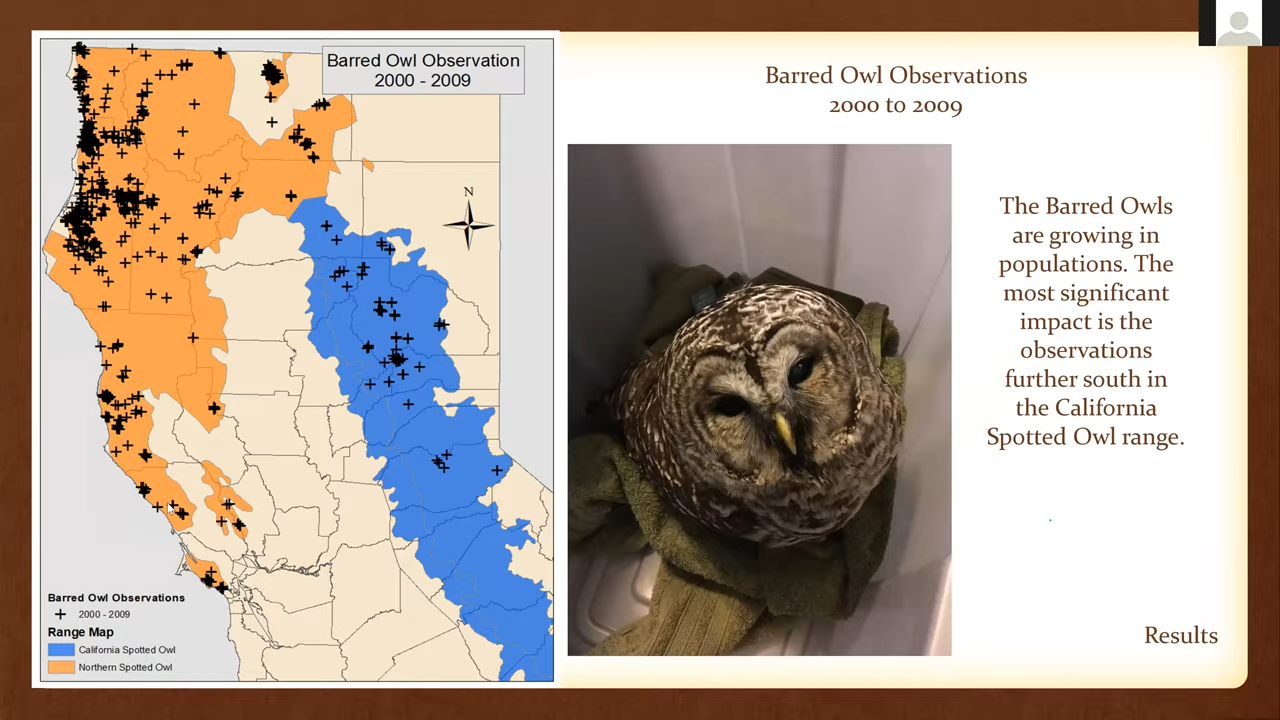 Barred Owl Observation
2000 - 2009
N
Barred Owl Observations
2000 - 2009
Range Map
California Spotted Owl
Northern Spotted Owl
Barred Owl Observations
2000 to 2009
The Barred Owls
are growing in
populations. The
most significant
impact is the
observations
further south in
the California
Spotted Owl range.
Results